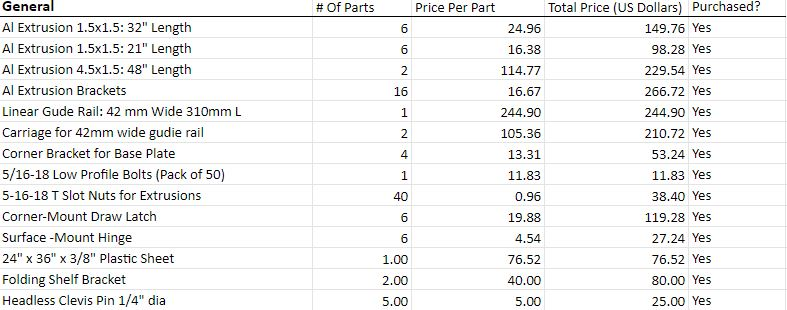 General # Of Parts Price Per Part Total Price (US Dollars) Purchased?
Al Extrusion 1.5x1.5: 32" Length 6 24.96 149.76 Yes
Al Extrusion 1.5x1.5: 21" Length 6 16.38 98.28 Yes
Al Extrusion 4.5x1.5: 48" Length 2 114.77 229.54 Yes
Al Extrusion Brackets 16 16.67 266.72 Yes
Linear Gude Rail: 42 mm Wide 310mm L 1 244.90 244.90 Yes
Carriage for 42mm wide gudie rail 2 105.36 210.72 Yes
Corner Bracket for Base Plate 4 13.31 53.24 Yes
5/16-18 Low Profile Bolts (Pack of 50) 1 11.83 11.83 Yes
5-16-18 T Slot Nuts for Extrusions 40 0.96 38.40 Yes
Corner-Mount Draw Latch 6 19.88 119.28 Yes
Surface -Mount Hinge 6 4.54 27.24 Yes
24" x 36" x 3/8" Plastic Sheet 1.00 76.52 76.52 Yes
Folding Shelf Bracket 2.00 40.00 80.00 Yes
Headless Clevis Pin 1/4" dia 5.00 5.00 25.00 Yes